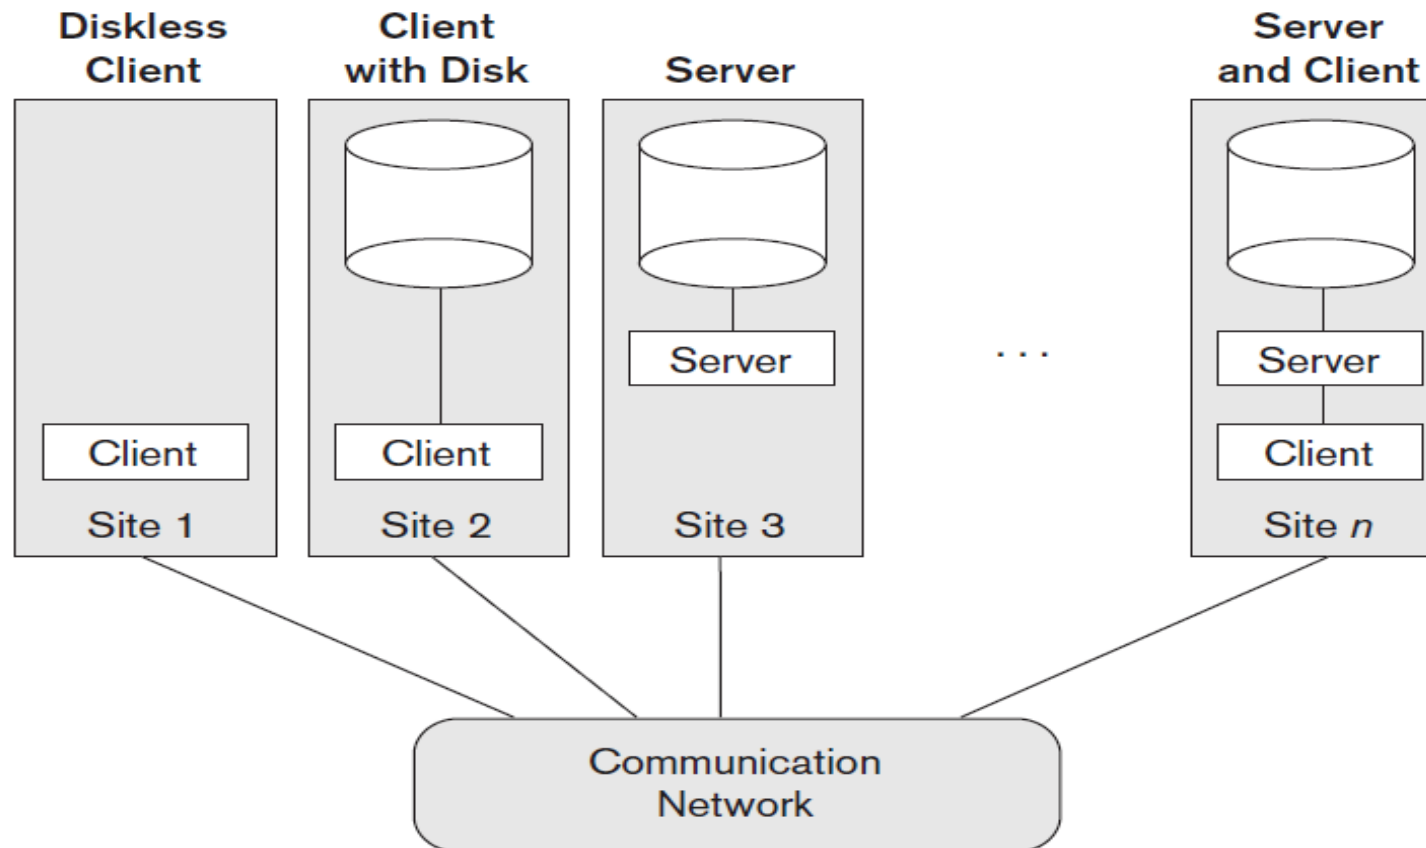 Diskless
Client
Client
with Disk
Server
Server
and Client
Server
. . .
Server
Client
Client
Client
Site 1
Site 2
Site 3
Site n
Communication
Network